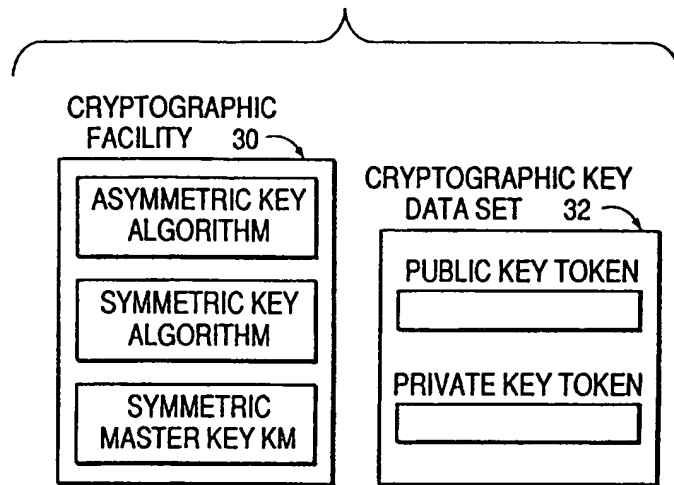 CRYPTOGRAPHIC
FACILITY 30
ASYMMETRIC KEY
ALGORITHM
SYMMETRIC KEY
ALGORITHM
SYMMETRIC
MASTER KEY KM
CRYPTOGRAPHIC KEY
DATA SET 32
PUBLIC KEY TOKEN
PRIVATE KEY TOKEN